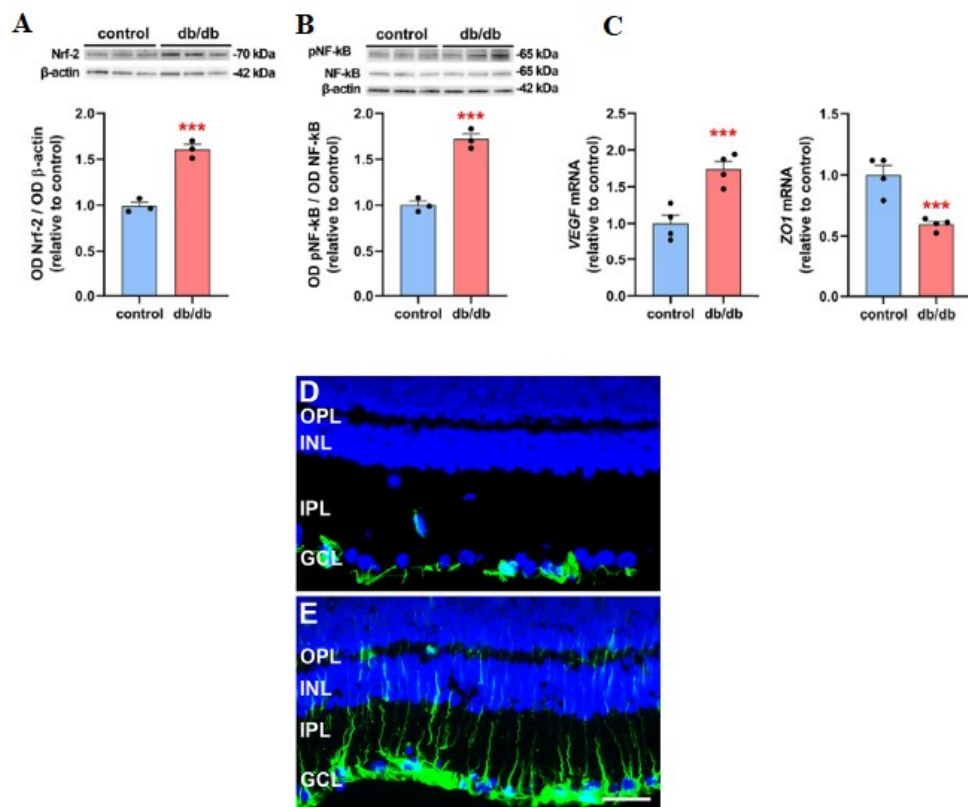 A
control db/db
Nrf-2 -70 kDa
β-actin -42 kDa
OD Nrf-2 / OD β-actin
(relative to control)
2.0
1.5
1.0
0.5
0.0
***
control db/db
B
control db/db
pNF-kB -65 kDa
NF-kB -65 kDa
β-actin -42 kDa
OD pNF-kB / OD NF-kB
(relative to control)
2.0
1.5
1.0
0.5
0.0
***
control db/db
C
VEGF mRNA
(relative to control)
2.5
2.0
1.5
1.0
0.5
0.0
***
control db/db
ZO1 mRNA
(relative to control)
1.5
1.0
0.5
0.0
***
control db/db
D
OPL
INL
IPL
GCL
E
OPL
INL
IPL
GCL